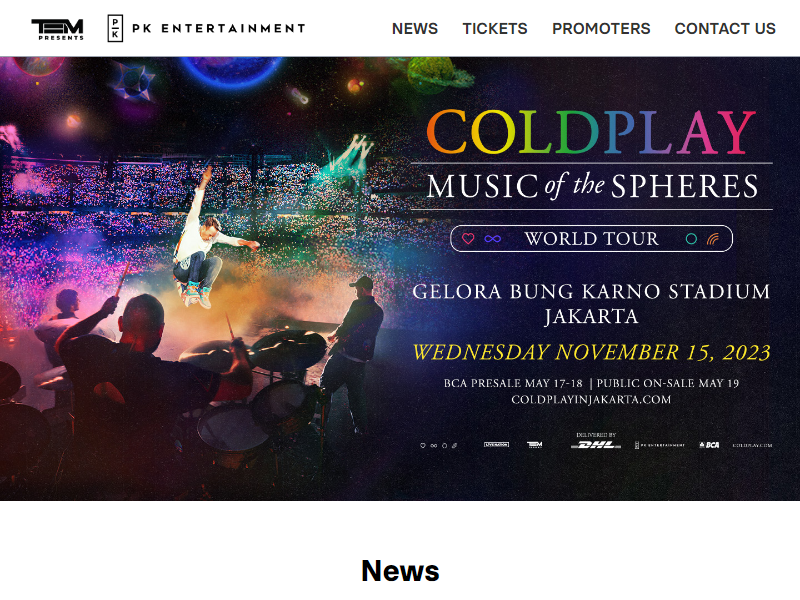 TEM
PRESENTS
PK
PK ENTERTAINMENT
NEWS TICKETS PROMOTERS CONTACT US
COLDPLAY
MUSIC of the SPHERES
WORLD TOUR
GELORA BUNG KARNO STADIUM
JAKARTA
WEDNESDAY NOVEMBER 15, 2023
BCA PRESALE MAY 17-18 | PUBLIC ON-SALE MAY 19
COLDPLAYINJAKARTA.COM
DELIVERED BY
LIVE NATION TEM DHL PK ENTERTAINMENT BCA COLDPLAY.COM
News